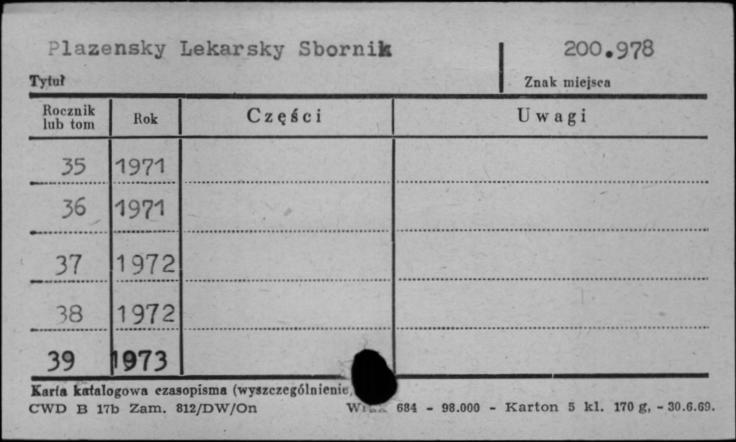 Plazensky Lekarsky Sbornik 200.978
Tytuł Znak miejsca
Rocznik lub tom Rok Części Uwagi
35 1971
36 1971
37 1972
38 1972
39 1973
Karta katalogowa czasopisma (wyszczególnienie
CWD B 17b Zam. 812/DW/On 684 - 98.000 - Karton 5 kl. 170 g, - 30.6.69.